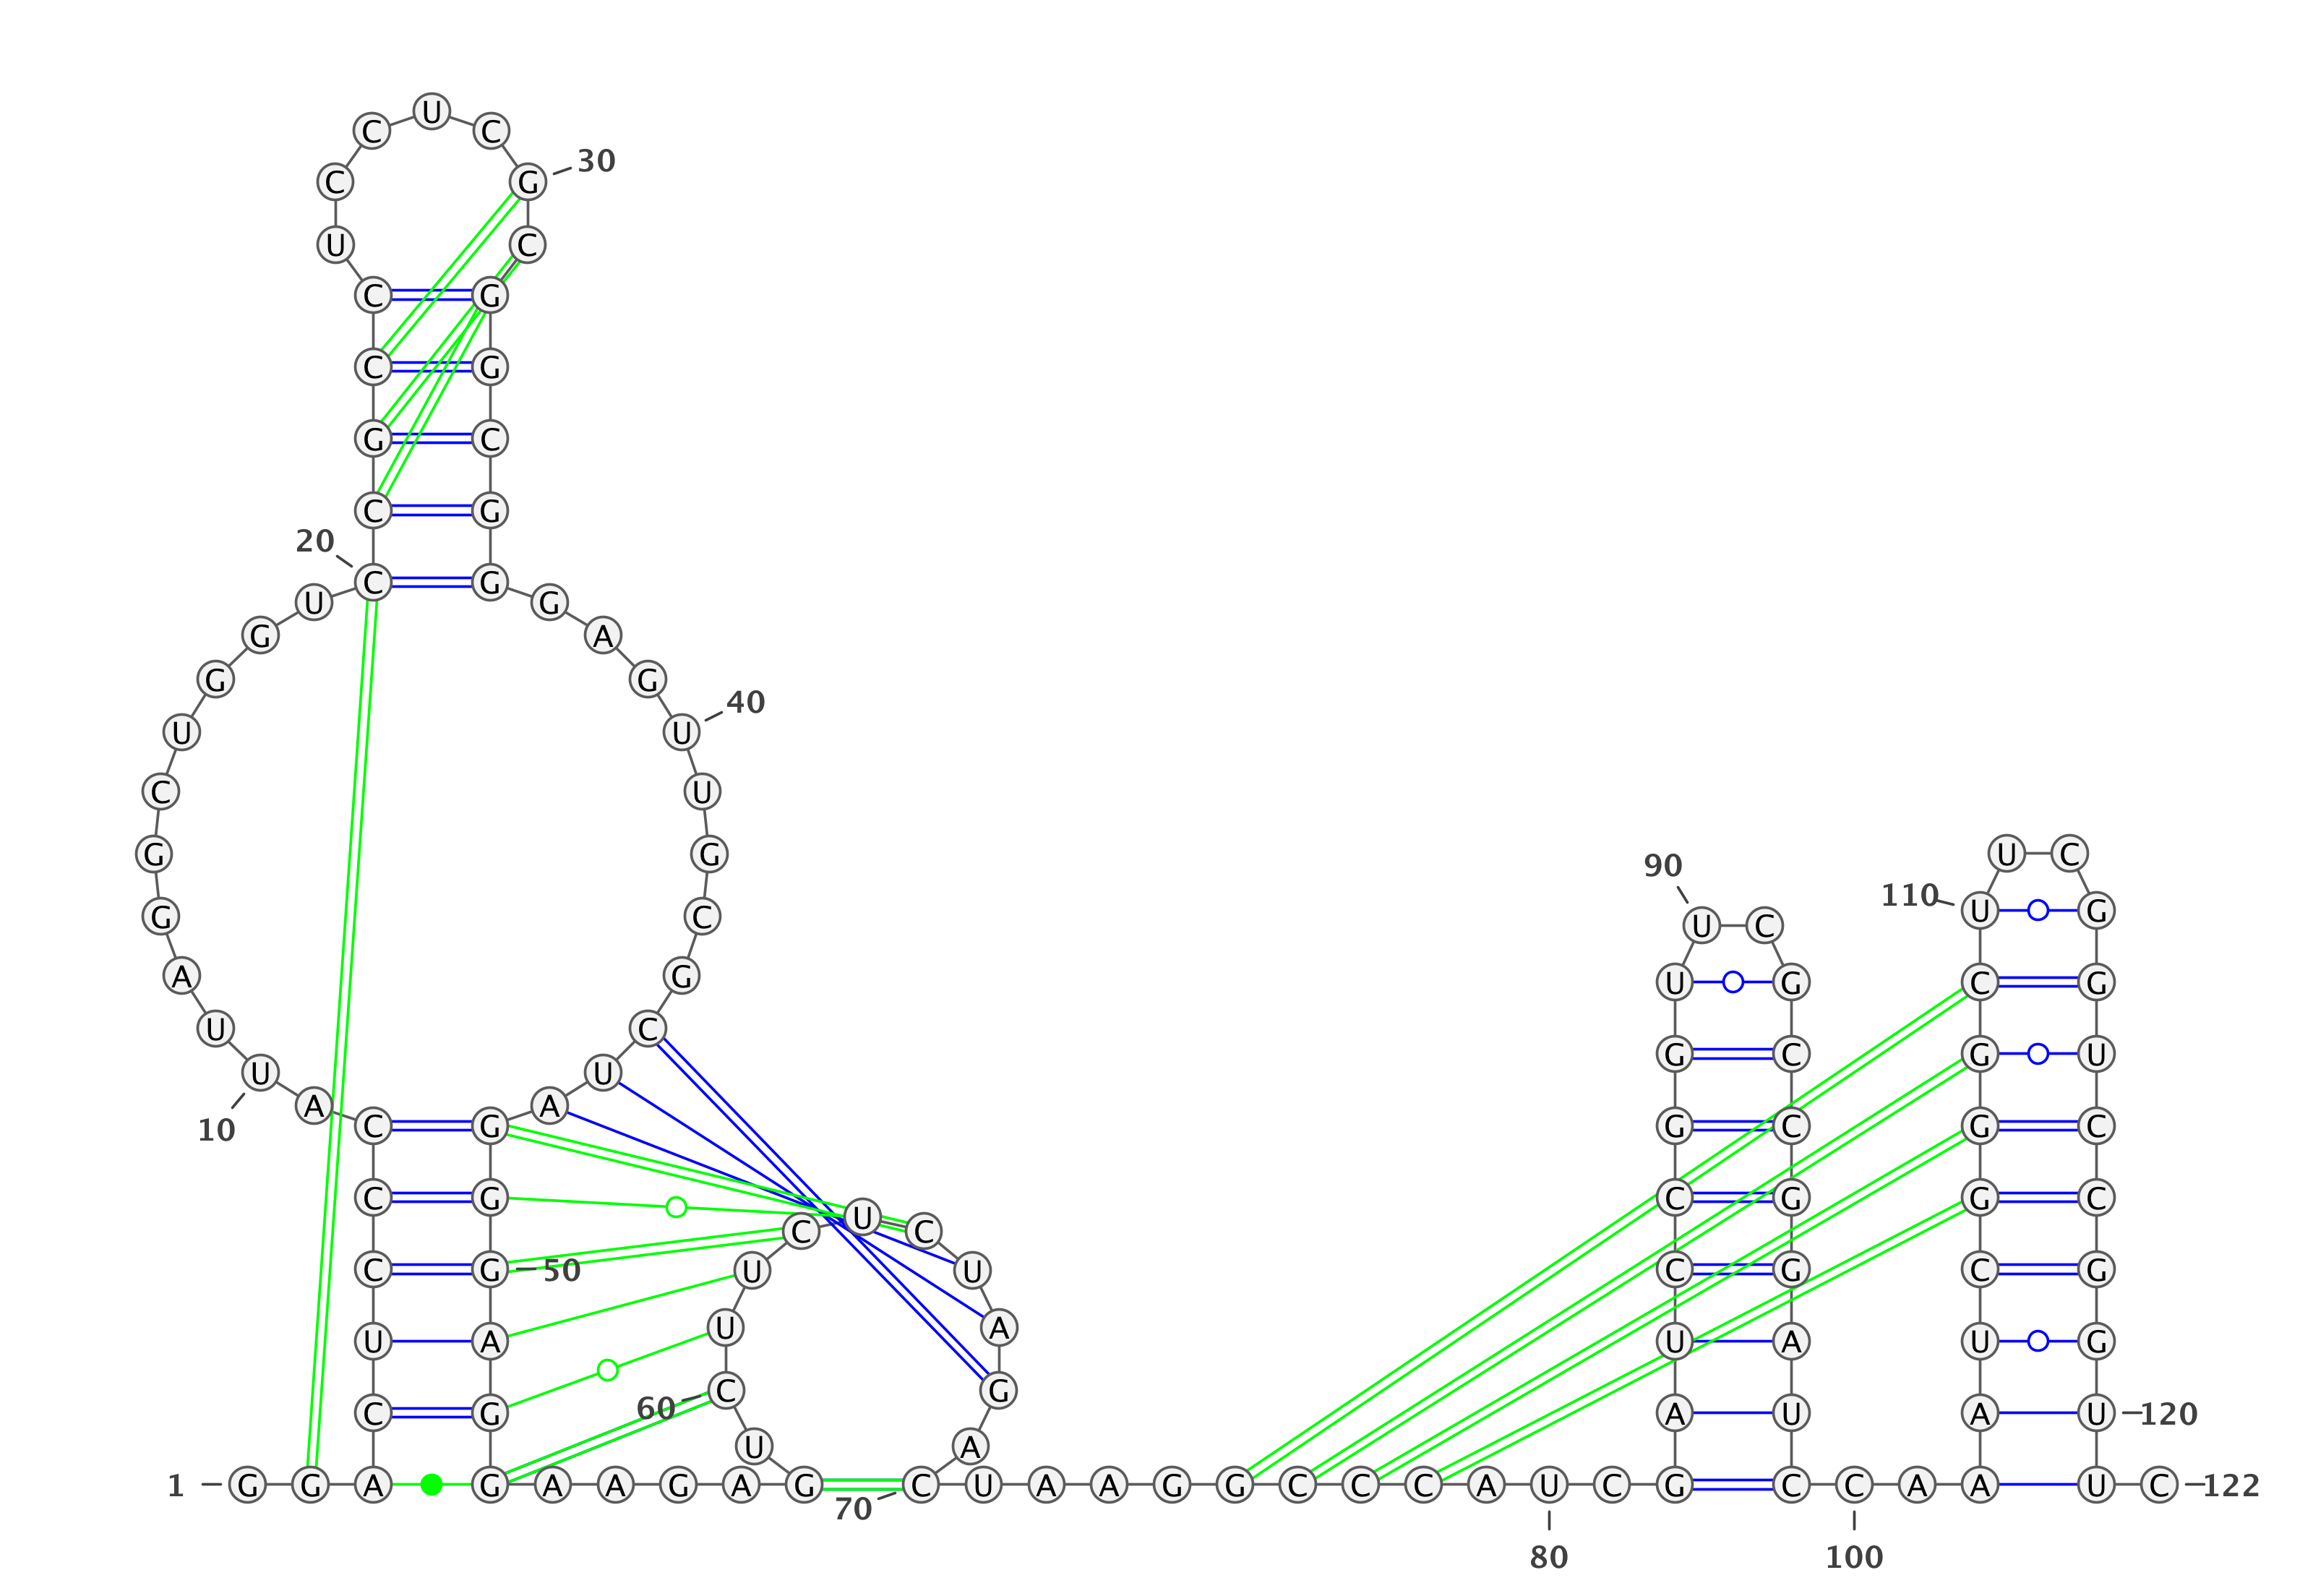 U
C C
C G 30
U C
C G
C G
G C
C G
20
C G
U G
G A
G G
U 40 U
C U
G G U C
90
G C 110 U G
U C
A G U G C G
U C
U U G C G U
A A
10 C G G C G C
C G C G G C
U
C C
C G 50 U U C G C G
U A U A U A U G
C 60 G
C G A U A U 120
U A
1 G G A G A A G A G C U A A G G C C C A U C G C C A A U C 122
70
80 100